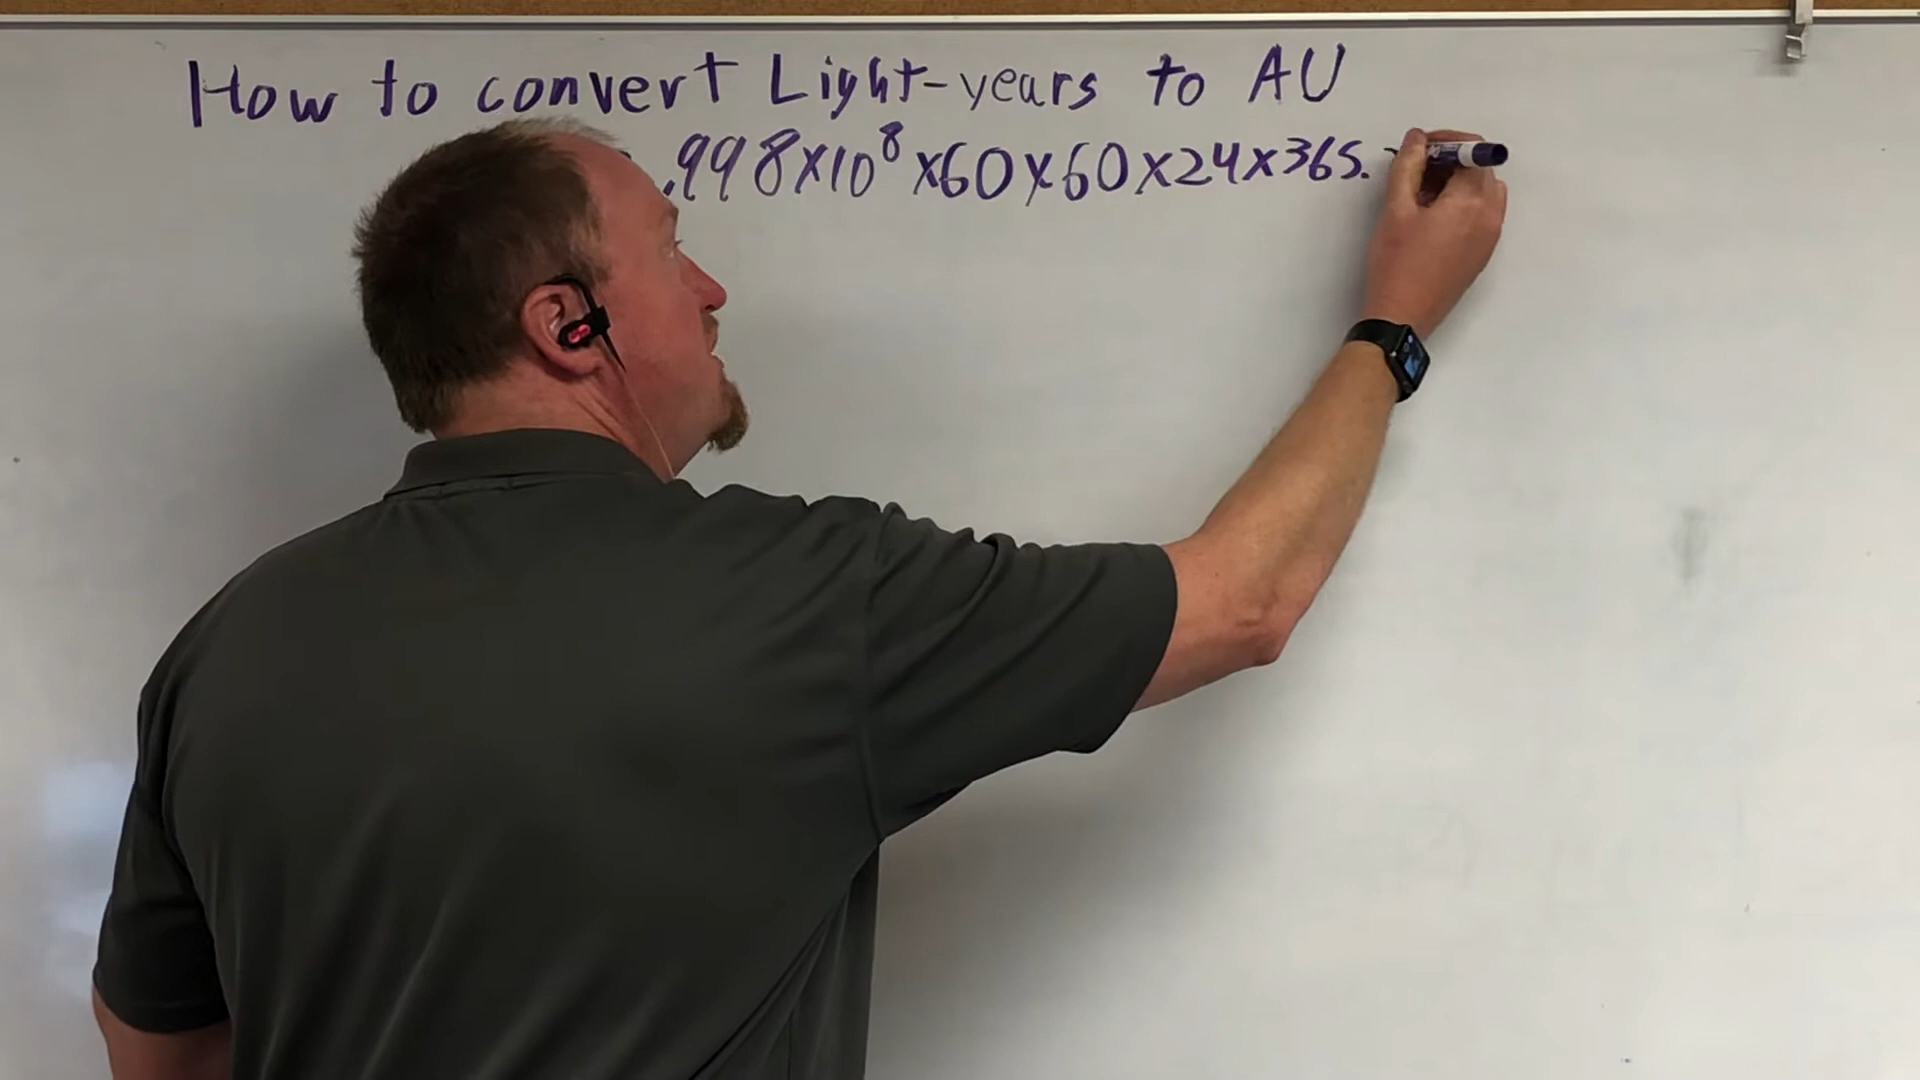 How to convert Light-years to AU
.998x10⁸x60x60x24x365.